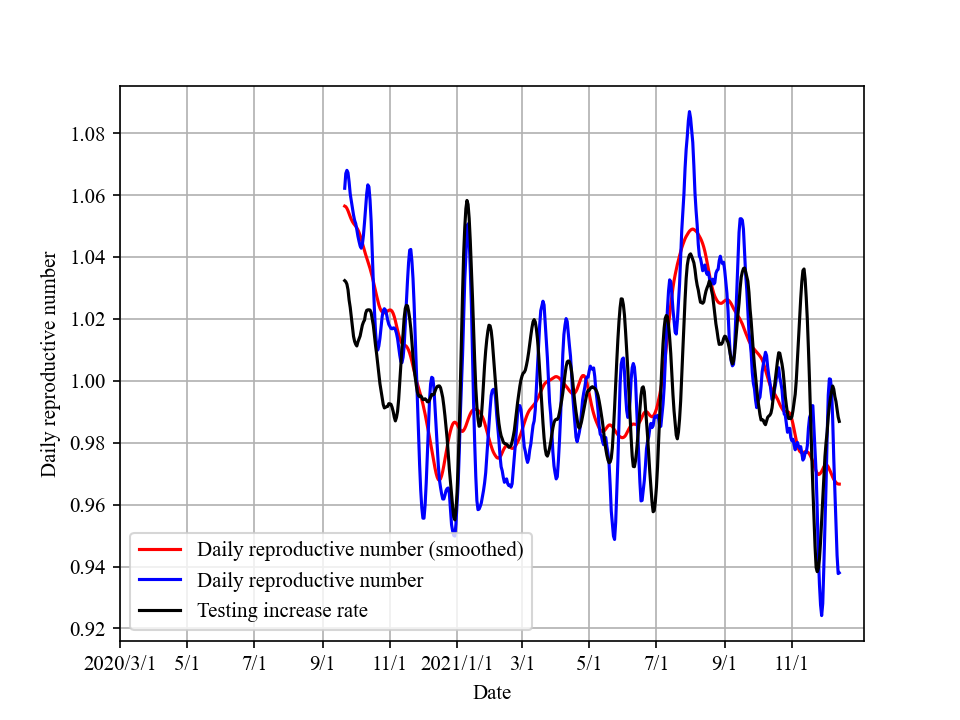 1.08
1.06
1.04
1.02
1.00
0.98
0.96
0.94
0.92
Daily reproductive number
Daily reproductive number (smoothed)
Daily reproductive number
Testing increase rate
2020/3/1 5/1 7/1 9/1 11/1 2021/1/1 3/1 5/1 7/1 9/1 11/1
Date